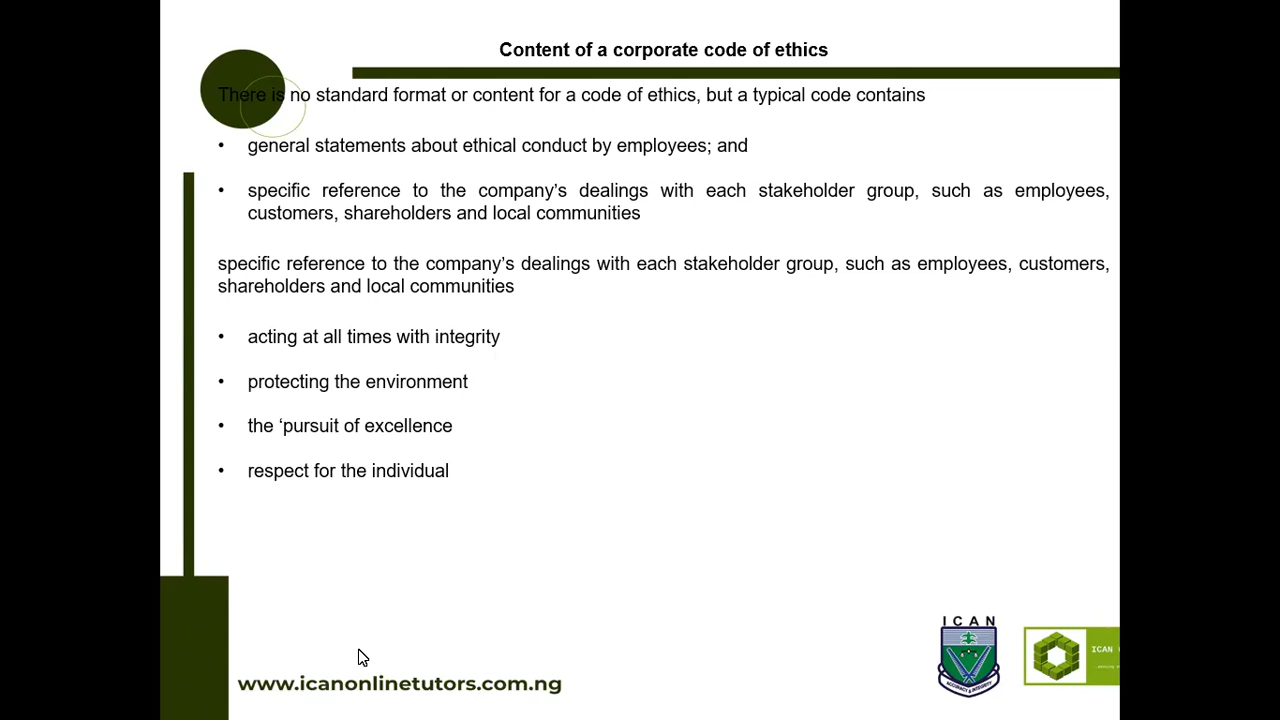 Content of a corporate code of ethics
There is no standard format or content for a code of ethics, but a typical code contains
• general statements about ethical conduct by employees; and
• specific reference to the company's dealings with each stakeholder group, such as employees,
customers, shareholders and local communities
specific reference to the company's dealings with each stakeholder group, such as employees, customers,
shareholders and local communities
• acting at all times with integrity
• protecting the environment
• the ‘pursuit of excellence
• respect for the individual
ICAN
ACCURACY & INTEGRITY
ICAN
www.icanonlinetutors.com.ng